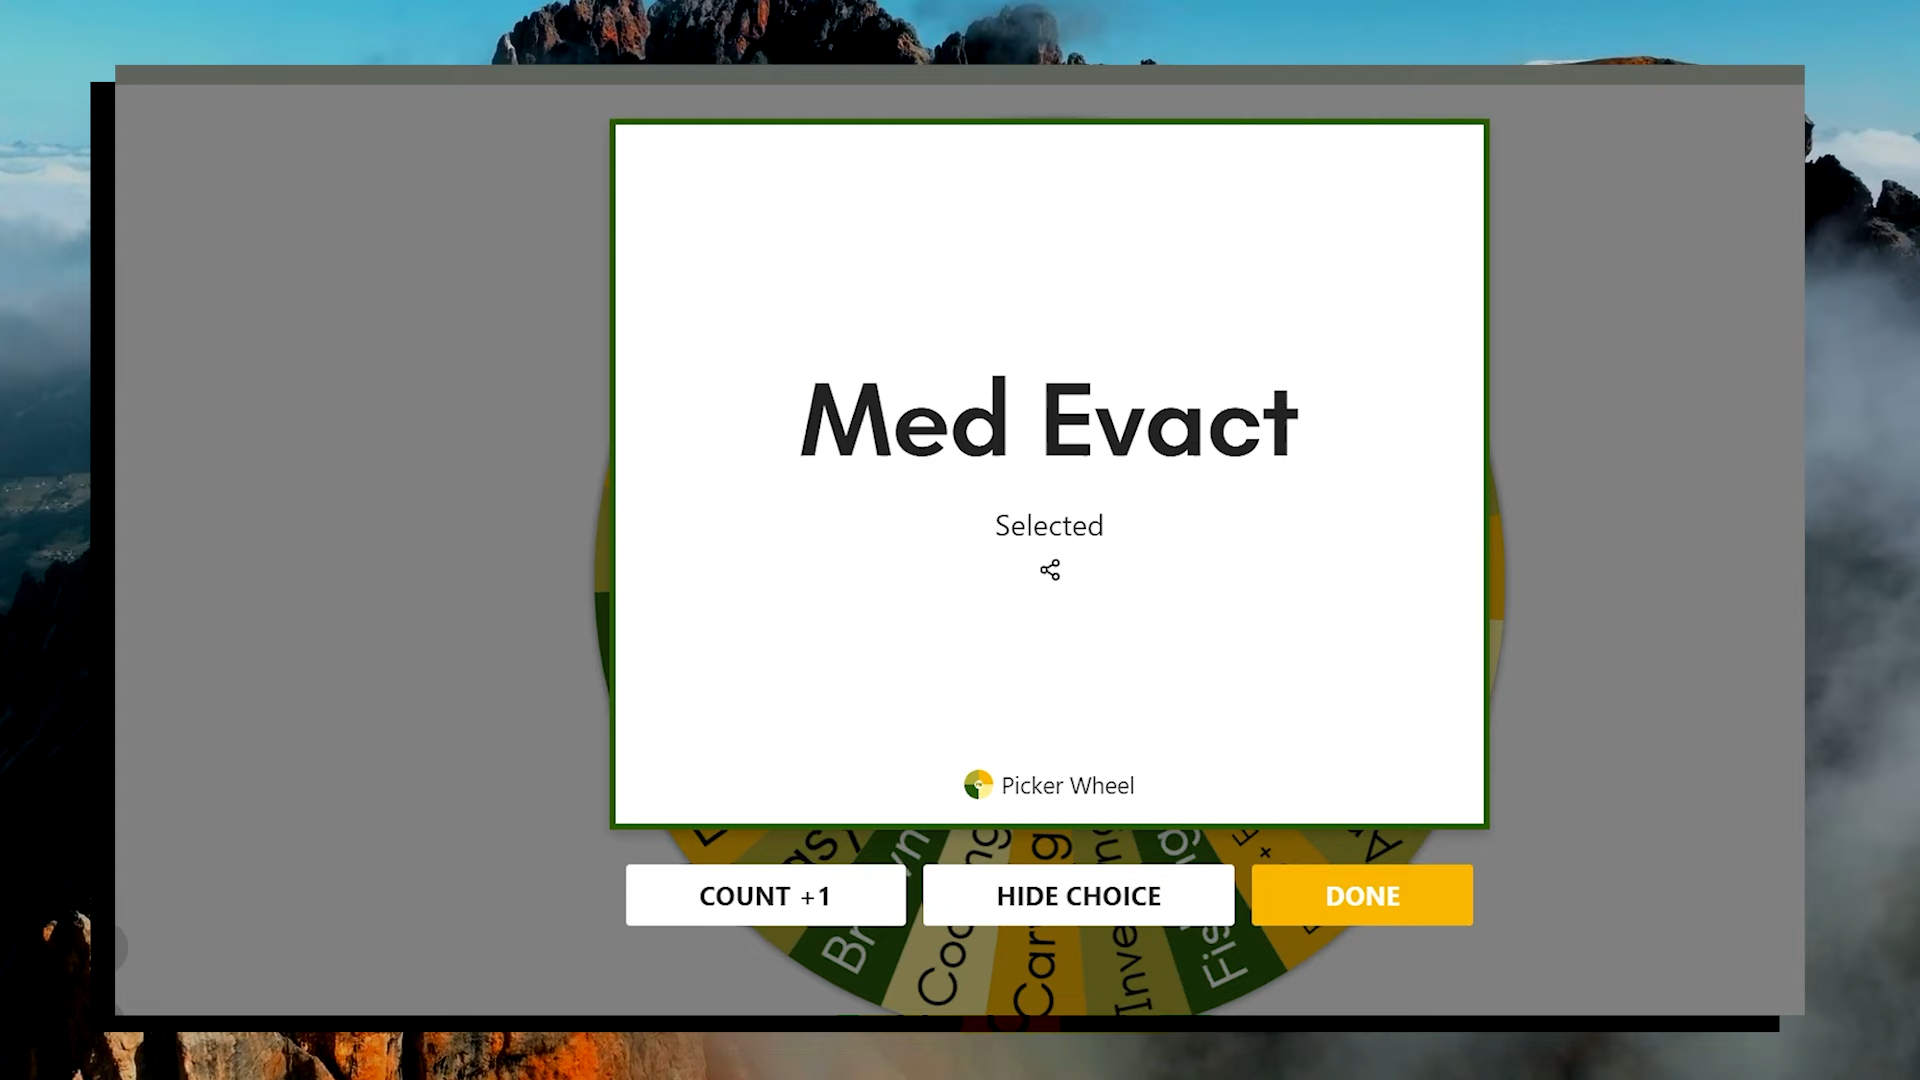 Med Evact
Selected
Picker Wheel
COUNT +1
HIDE CHOICE
DONE